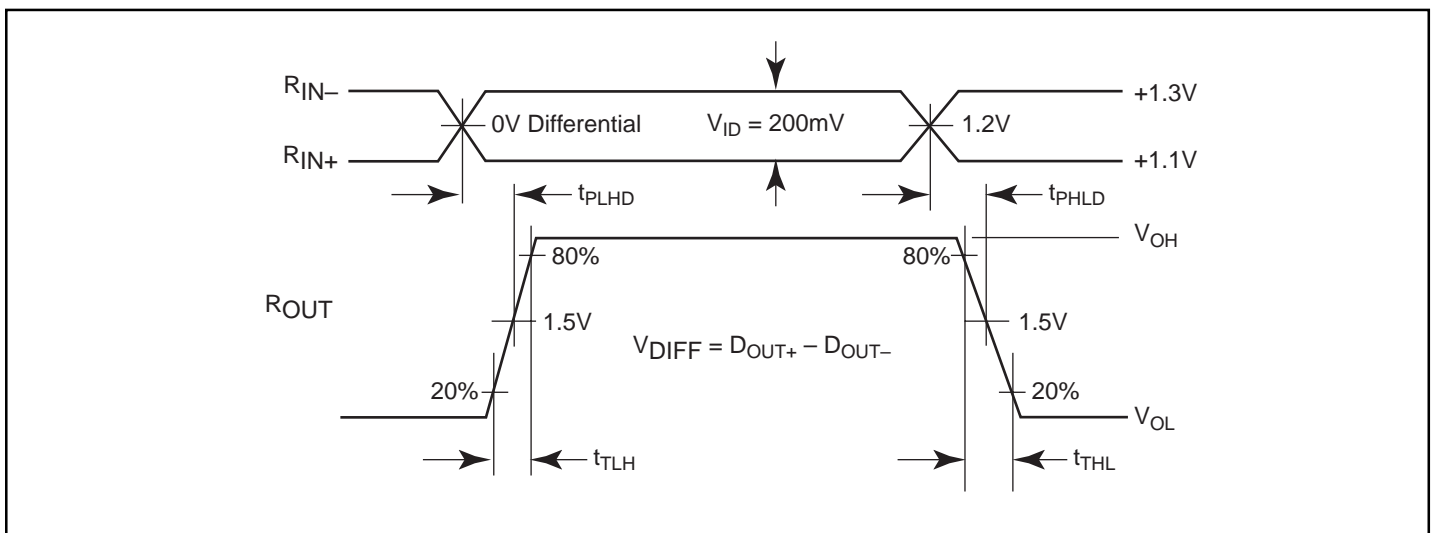 RIN–
+1.3V
0V Differential
VID = 200mV
1.2V
RIN+
+1.1V
tPLHD
tPHLD
VOH
80%
80%
ROUT
1.5V
1.5V
VDIFF = DOUT+ – DOUT–
20%
20%
VOL
tTLH
tTHL